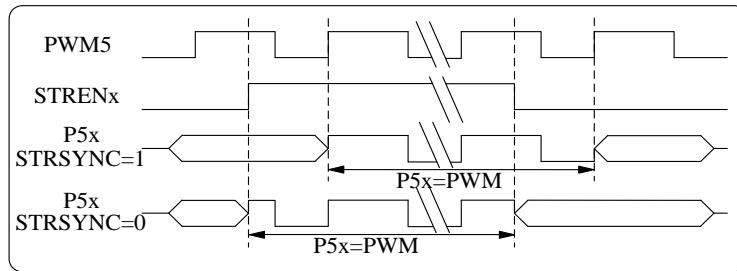 PWM5
STRENx
P5x
STRSYNC=1
P5x=PWM
P5x
STRSYNC=0
P5x=PWM